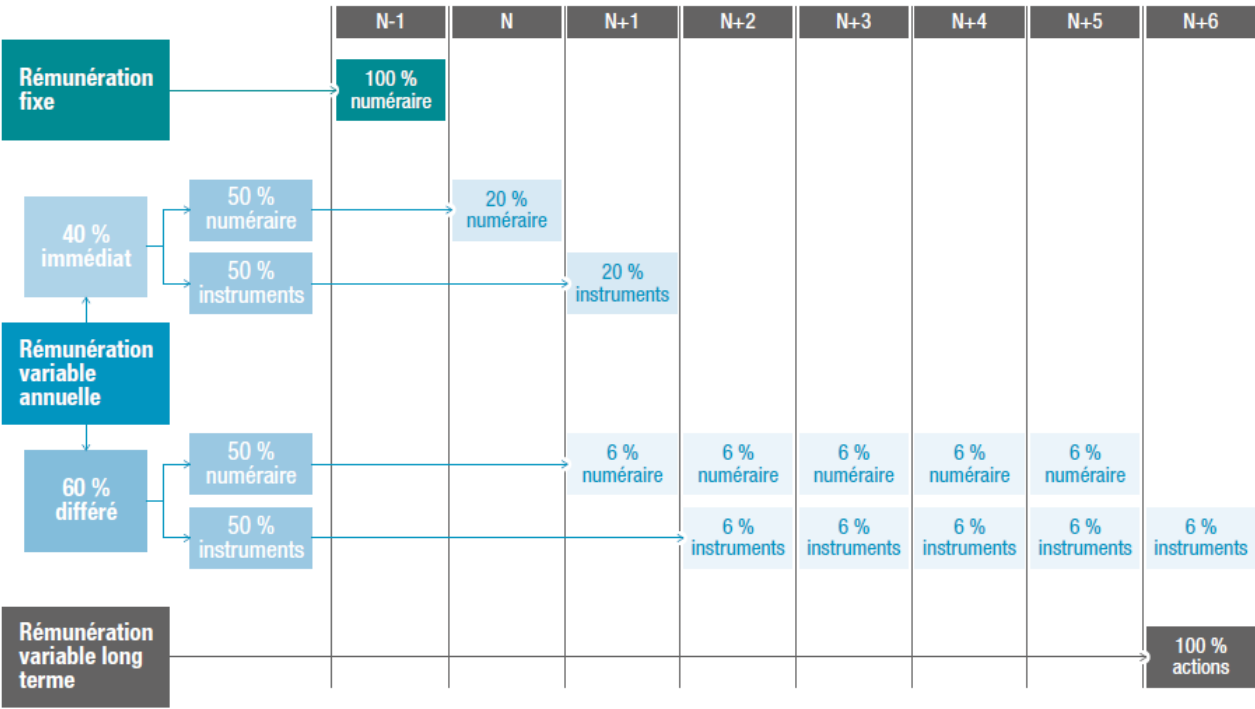 N-1 N N+1 N+2 N+3 N+4 N+5 N+6
Rémunération
fixe
100 %
numéraire
40 %
immédiat
50 %
numéraire
20 %
numéraire
50 %
instruments
20 %
instruments
Rémunération
variable
annuelle
60 %
différé
50 %
numéraire
6 % 6 % 6 % 6 % 6 %
numéraire numéraire numéraire numéraire numéraire
50 %
instruments
6 % 6 % 6 % 6 % 6 %
instruments instruments instruments instruments instruments
Rémunération
variable long
terme
100 %
actions